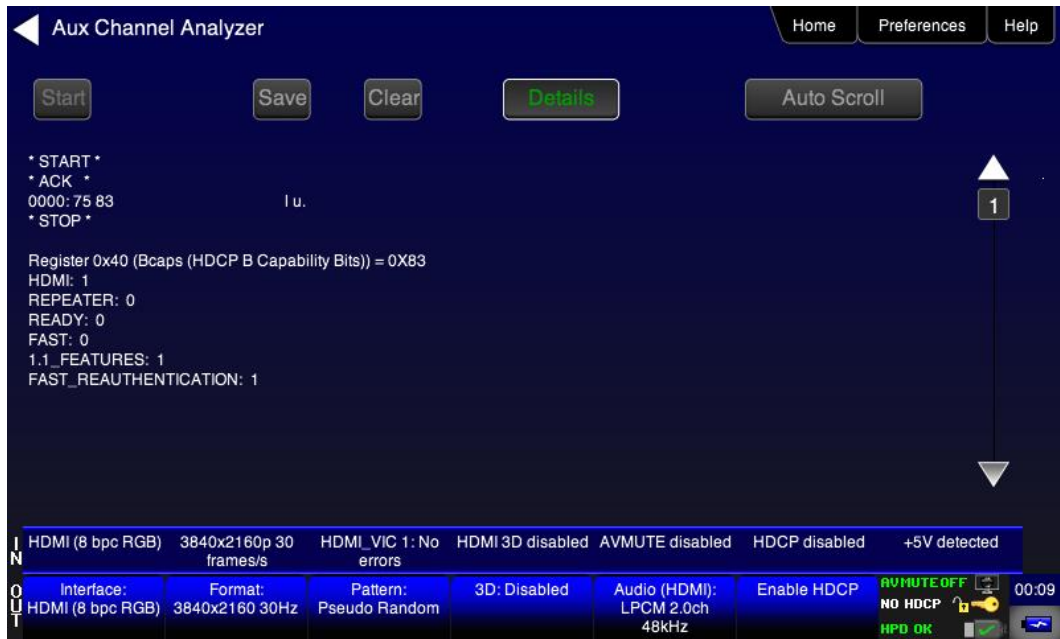 Aux Channel Analyzer
Home
Preferences
Help
Start
Save
Clear
Details
Auto Scroll
* START *
* ACK *
0000: 75 83 l u.
* STOP *
1
Register 0x40 (Bcaps (HDCP B Capability Bits)) = 0X83
HDMI: 1
REPEATER: 0
READY: 0
FAST: 0
1.1_FEATURES: 1
FAST_REAUTHENTICATION: 1
IN
HDMI (8 bpc RGB)
3840x2160p 30
frames/s
HDMI_VIC 1: No
errors
HDMI 3D disabled
AVMUTE disabled
HDCP disabled
+5V detected
OUT
Interface:
HDMI (8 bpc RGB)
Format:
3840x2160 30Hz
Pattern:
Pseudo Random
3D: Disabled
Audio (HDMI):
LPCM 2.0ch
48kHz
Enable HDCP
AVMUTEOFF
NO HDCP
HPD OK
00:09